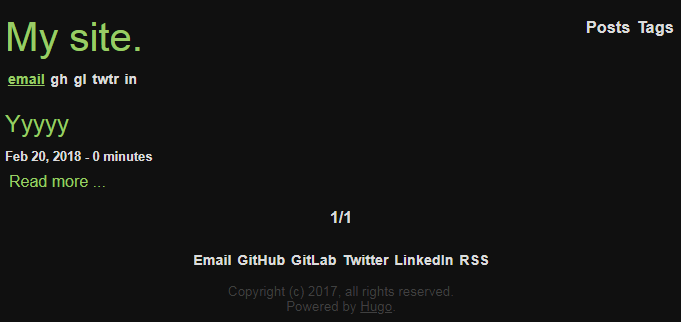 My site.
Posts Tags
email gh gl twtr in
Yyyyy
Feb 20, 2018 - 0 minutes
Read more ...
1/1
Email GitHub GitLab Twitter LinkedIn RSS
Copyright (c) 2017, all rights reserved.
Powered by Hugo.